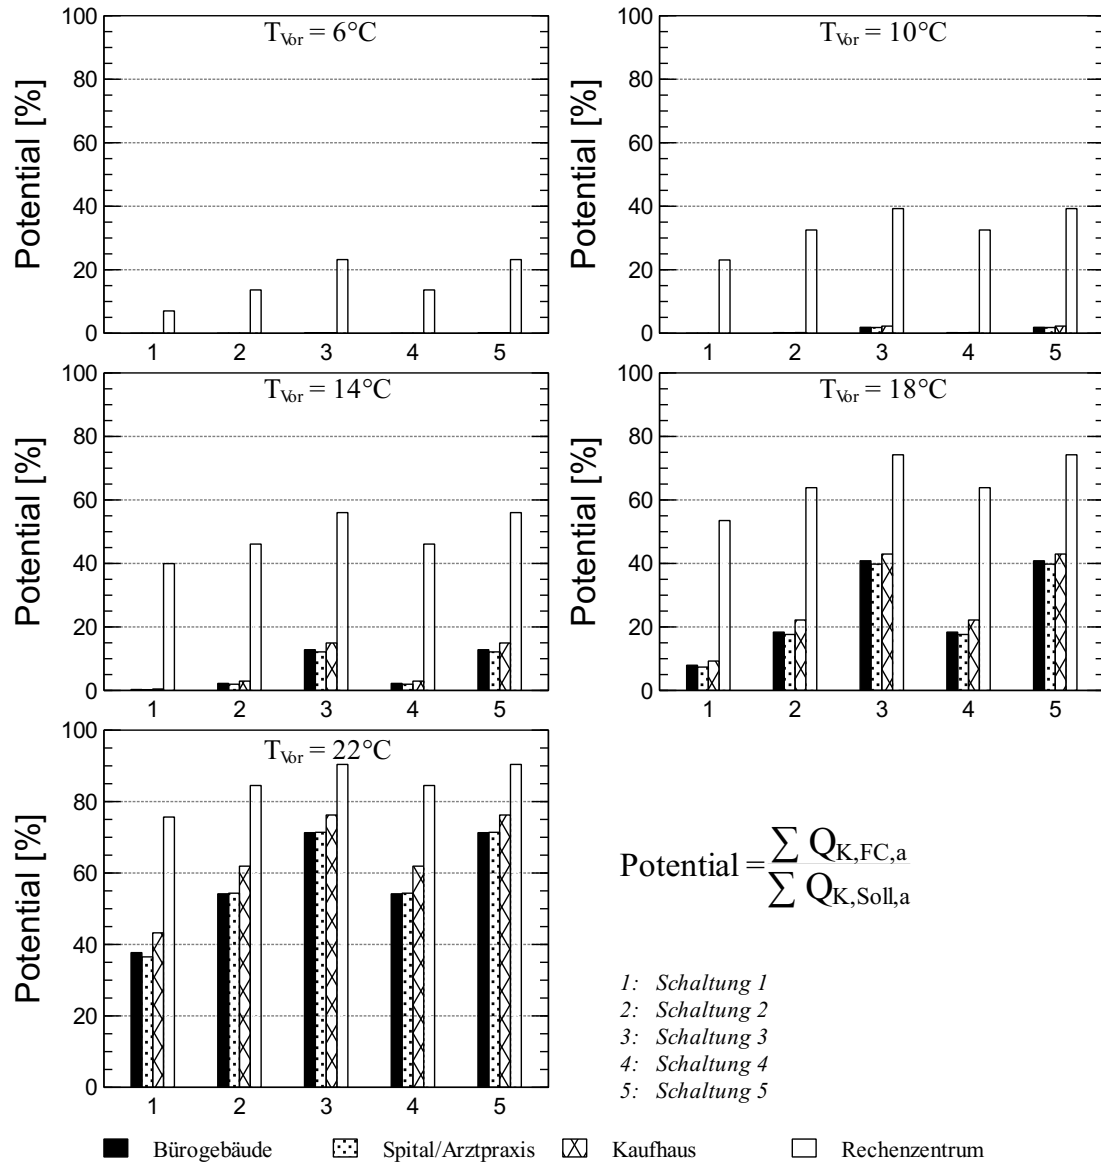 T_Vor = 6°C
Potential [%]
100
80
60
40
20
0
1 2 3 4 5
T_Vor = 10°C
Potential [%]
100
80
60
40
20
0
1 2 3 4 5
T_Vor = 14°C
Potential [%]
100
80
60
40
20
0
1 2 3 4 5
T_Vor = 18°C
Potential [%]
100
80
60
40
20
0
1 2 3 4 5
T_Vor = 22°C
Potential [%]
100
80
60
40
20
0
1 2 3 4 5
Potential = ∑ Q_K,FC,a / ∑ Q_K,Soll,a
1: Schaltung 1
2: Schaltung 2
3: Schaltung 3
4: Schaltung 4
5: Schaltung 5
Bürogebäude Spital/Arztpraxis Kaufhaus Rechenzentrum